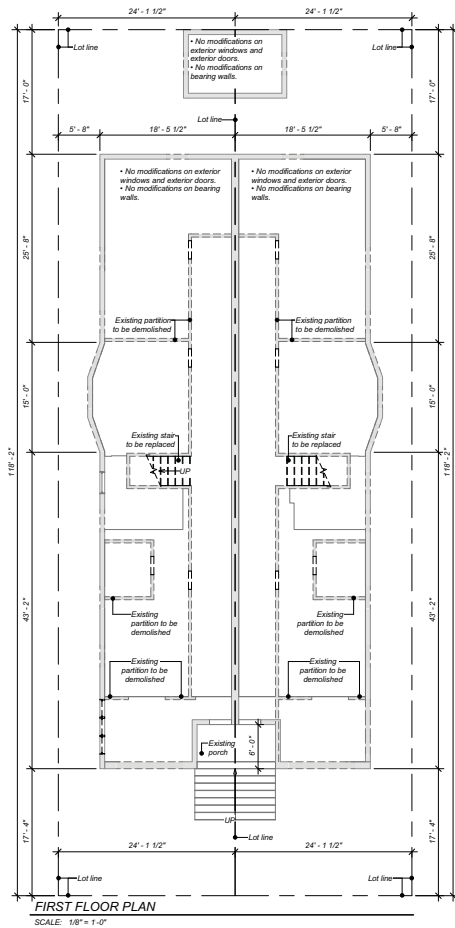 24' - 1 1/2"
24' - 1 1/2"
Lot line
Lot line
• No modifications on
exterior windows and
exterior doors.
• No modifications on
bearing walls.
17' - 0"
17' - 0"
Lot line
5' - 8"
18' - 5 1/2"
18' - 5 1/2"
5' - 8"
• No modifications on exterior
windows and exterior doors.
• No modifications on bearing
walls.
• No modifications on exterior
windows and exterior doors.
• No modifications on bearing
walls.
25' - 8"
25' - 8"
Existing partition
to be demolished
Existing partition
to be demolished
15' - 0"
15' - 0"
118' - 2"
118' - 2"
Existing stair
to be replaced
Existing stair
to be replaced
UP
43' - 2"
43' - 2"
Existing
partition to be
demolished
Existing
partition to be
demolished
Existing
partition to be
demolished
Existing
partition to be
demolished
Existing
porch
6' - 0"
UP
Lot line
17' - 4"
17' - 4"
24' - 1 1/2"
24' - 1 1/2"
Lot line
Lot line
FIRST FLOOR PLAN
SCALE: 1/8" = 1'-0"